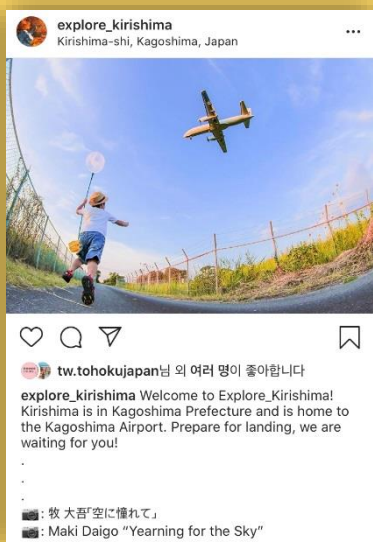 explore_kirishima
Kirishima-shi, Kagoshima, Japan
tw.tohokujapan님 외 여러 명이 좋아합니다
explore_kirishima Welcome to Explore_Kirishima!
Kirishima is in Kagoshima Prefecture and is home to
the Kagoshima Airport. Prepare for landing, we are
waiting for you!
.
.
.
📷: 牧 大吾「空に憧れて」
📷: Maki Daigo “Yearning for the Sky”